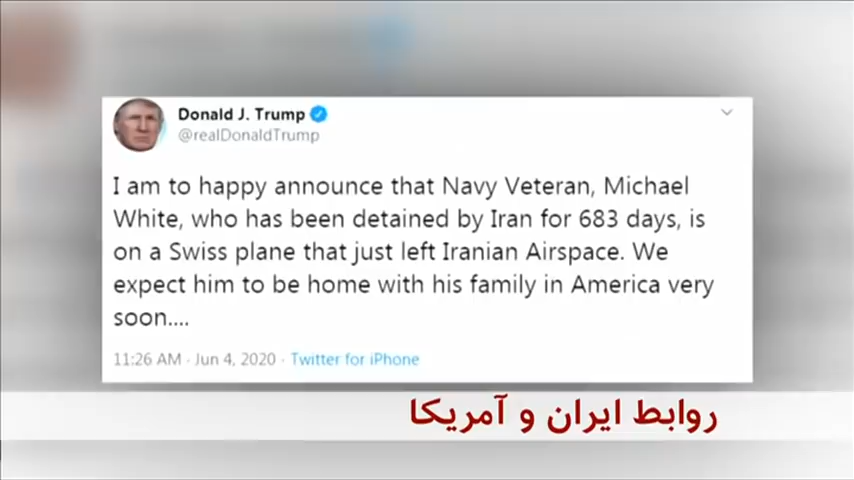 Donald J. Trump
@realDonaldTrump
I am to happy announce that Navy Veteran, Michael
White, who has been detained by Iran for 683 days, is
on a Swiss plane that just left Iranian Airspace. We
expect him to be home with his family in America very
soon....
11:26 AM · Jun 4, 2020 · Twitter for iPhone
روابط ایران و آمریکا